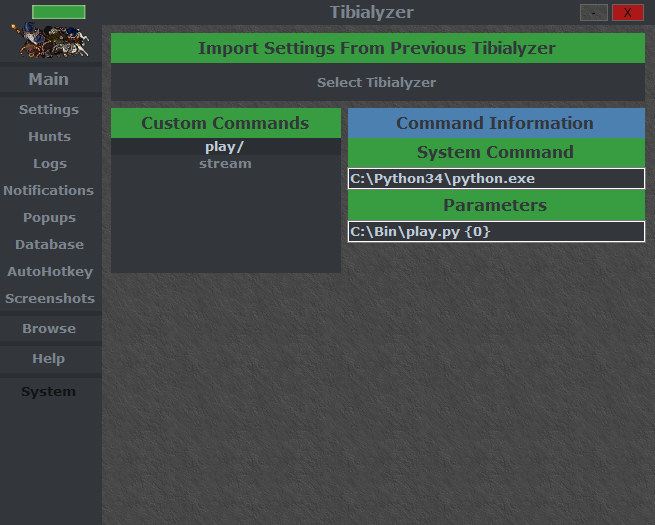 Tibialyzer
-
X
Main
Settings
Hunts
Logs
Notifications
Popups
Database
AutoHotkey
Screenshots
Browse
Help
System
Import Settings From Previous Tibialyzer
Select Tibialyzer
Custom Commands
play/
stream
Command Information
System Command
C:\Python34\python.exe
Parameters
C:\Bin\play.py {0}